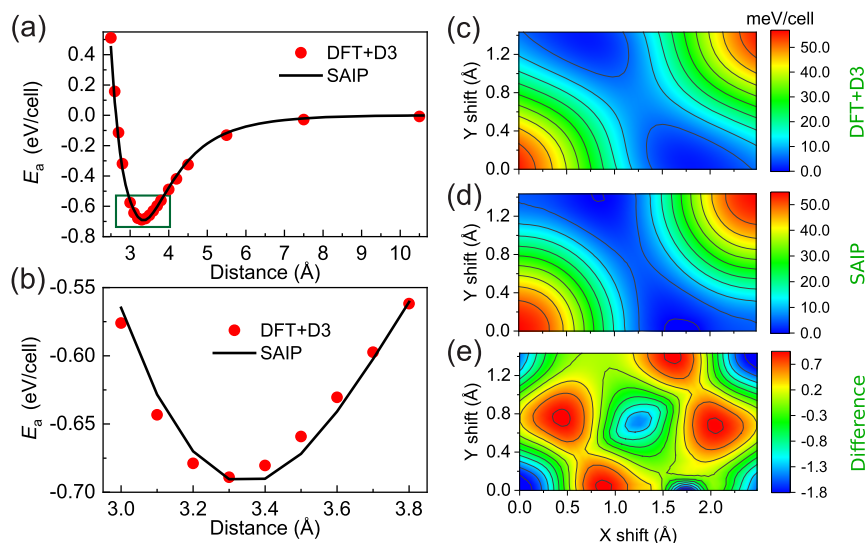 (a)
0.4
0.2
0.0
-0.2
-0.4
-0.6
-0.8
E_a (eV/cell)
DFT+D3
SAIP
3 4 5 6 7 8 9 10
Distance (Å)
(b)
-0.55
-0.60
-0.65
-0.70
E_a (eV/cell)
DFT+D3
SAIP
3.0 3.2 3.4 3.6 3.8
Distance (Å)
meV/cell
(c)
1.2
0.8
0.4
0.0
Y shift (Å)
50.0
40.0
30.0
20.0
10.0
0.0
DFT+D3
(d)
1.2
0.8
0.4
0.0
Y shift (Å)
50.0
40.0
30.0
20.0
10.0
0.0
SAIP
(e)
1.2
0.8
0.4
0.0
Y shift (Å)
0.0 0.5 1.0 1.5 2.0
X shift (Å)
0.7
0.2
-0.3
-0.8
-1.3
-1.8
Difference